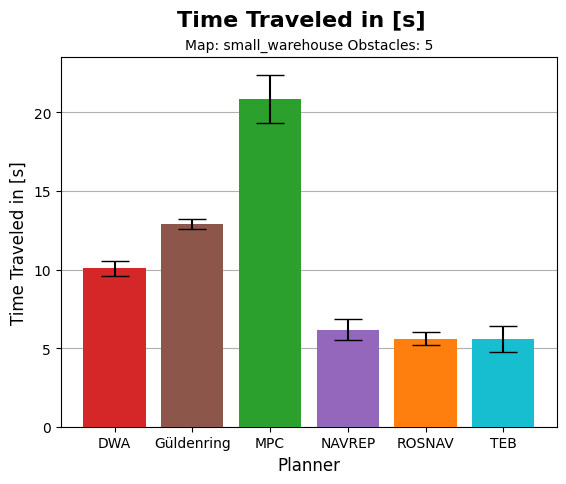 Time Traveled in [s]
Map: small_warehouse Obstacles: 5
Time Traveled in [s]
20
15
10
5
0
DWA Güldenring MPC NAVREP ROSNAV TEB
Planner